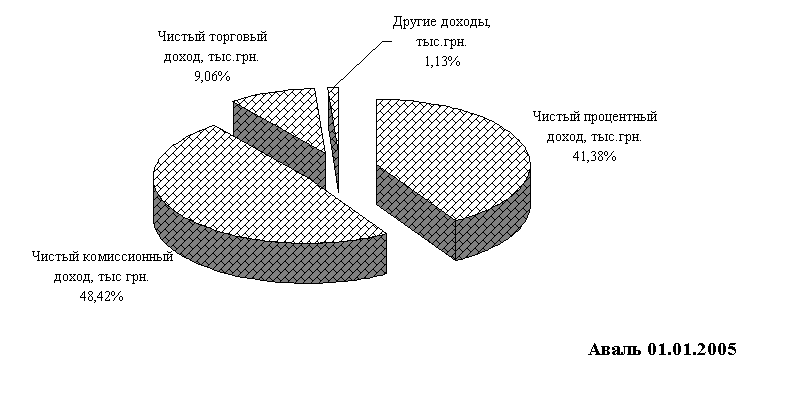 Другие доходы,
тыс.грн.
1,13%
Чистый торговый
доход, тыс.грн.
9,06%
Чистый процентный
доход, тыс.грн.
41,38%
Чистый комиссионный
доход, тыс грн.
48,42%
Аваль 01.01.2005